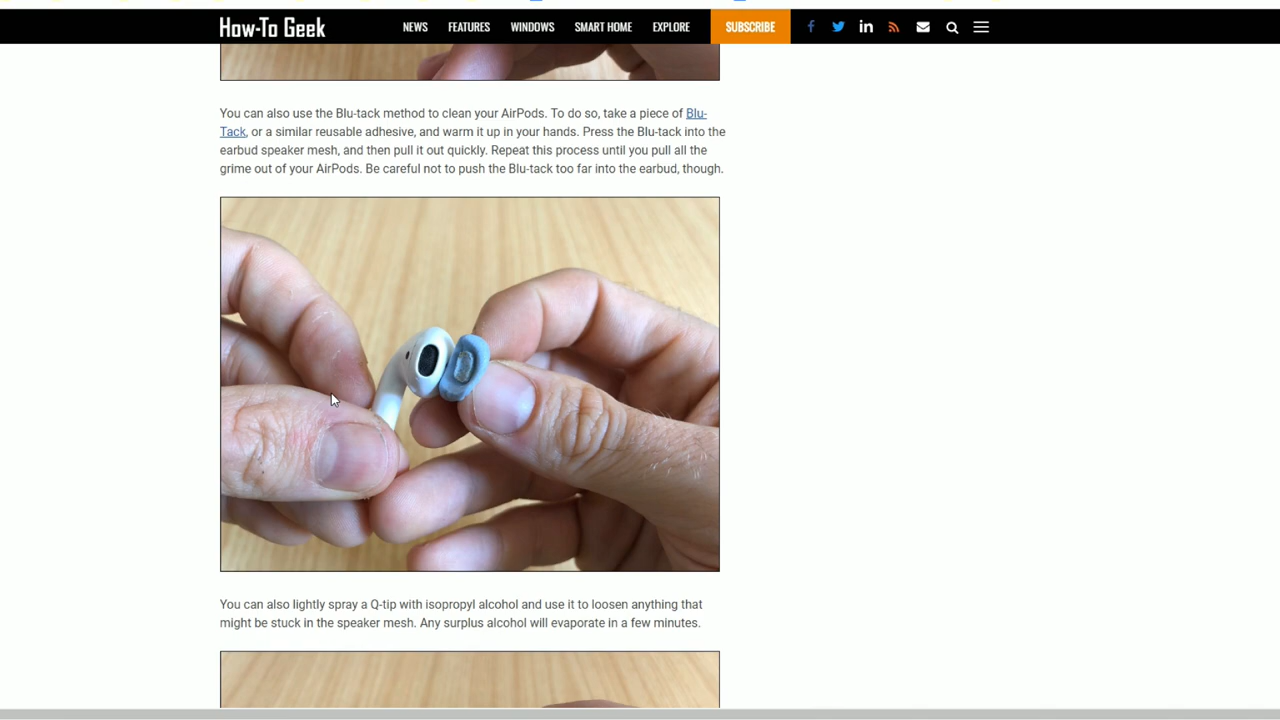 How-To Geek
NEWS FEATURES WINDOWS SMART HOME EXPLORE SUBSCRIBE
You can also use the Blu-tack method to clean your AirPods. To do so, take a piece of Blu-
Tack, or a similar reusable adhesive, and warm it up in your hands. Press the Blu-tack into the
earbud speaker mesh, and then pull it out quickly. Repeat this process until you pull all the
grime out of your AirPods. Be careful not to push the Blu-tack too far into the earbud, though.
You can also lightly spray a Q-tip with isopropyl alcohol and use it to loosen anything that
might be stuck in the speaker mesh. Any surplus alcohol will evaporate in a few minutes.